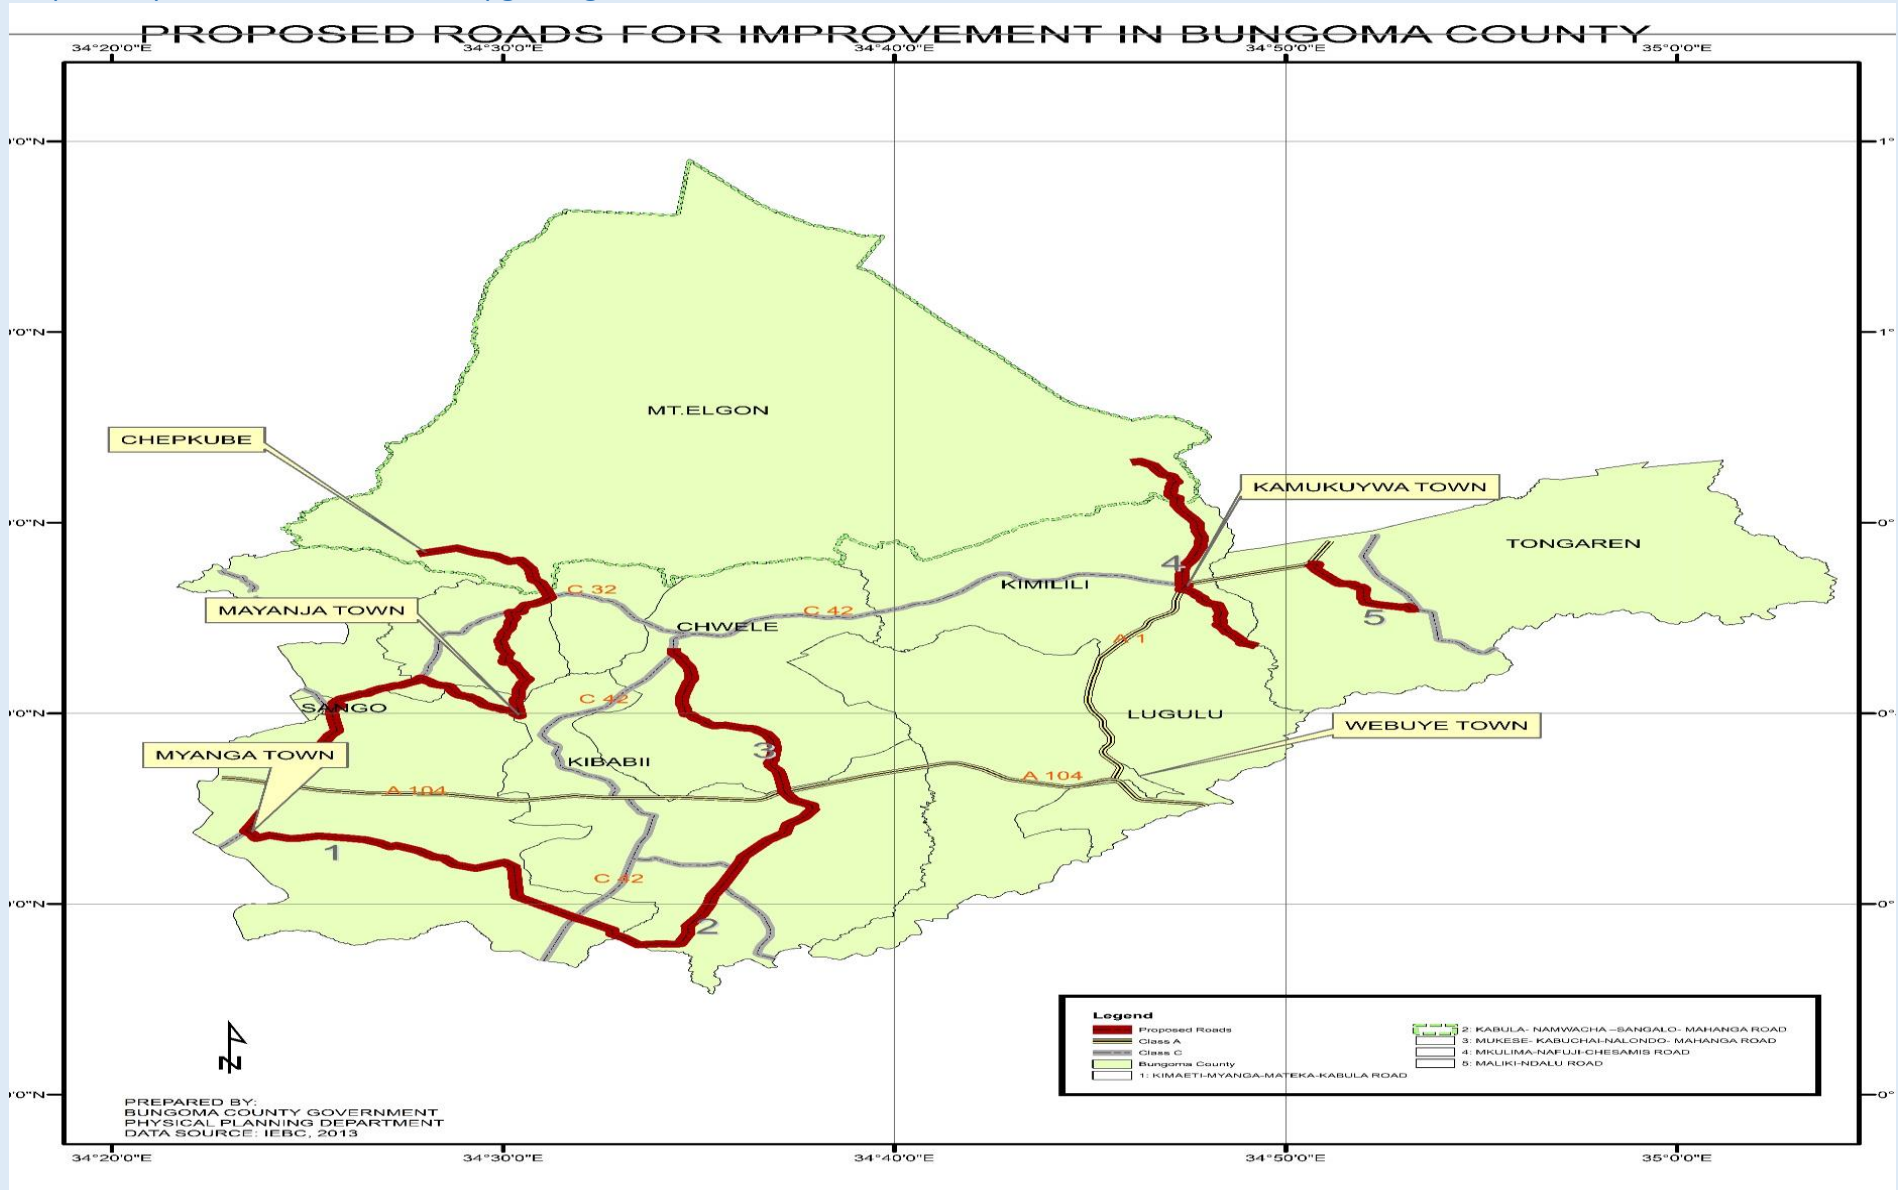 PROPOSED ROADS FOR IMPROVEMENT IN BUNGOMA COUNTY
34°20'0"E 34°30'0"E 34°40'0"E 34°50'0"E 35°0'0"E
MT.ELGON
CHEPKUBE
KAMUKUYWA TOWN
TONGAREN
4
C 32
KIMILILI
MAYANJA TOWN
C 42
5
CHWELE
A 1
C 42
SANGO
LUGULU
WEBUYE TOWN
MYANGA TOWN
3
KIBABII
A 104
A 104
1
C 42
2
Legend
Proposed Roads
Class A
Class C
Bungoma County
1: KIMAETI-MYANGA-MATEKA-KABULA ROAD
2: KABULA- NAMWACHA –SANGALO- MAHANGA ROAD
3: MUKESE- KABUCHAI-NALONDO- MAHANGA ROAD
4: MKULIMA-NAFUJI-CHESAMIS ROAD
5: MALIKI-NDALU ROAD
N
PREPARED BY:
BUNGOMA COUNTY GOVERNMENT
PHYSICAL PLANNING DEPARTMENT
DATA SOURCE: IEBC, 2013
34°20'0"E 34°30'0"E 34°40'0"E 34°50'0"E 35°0'0"E